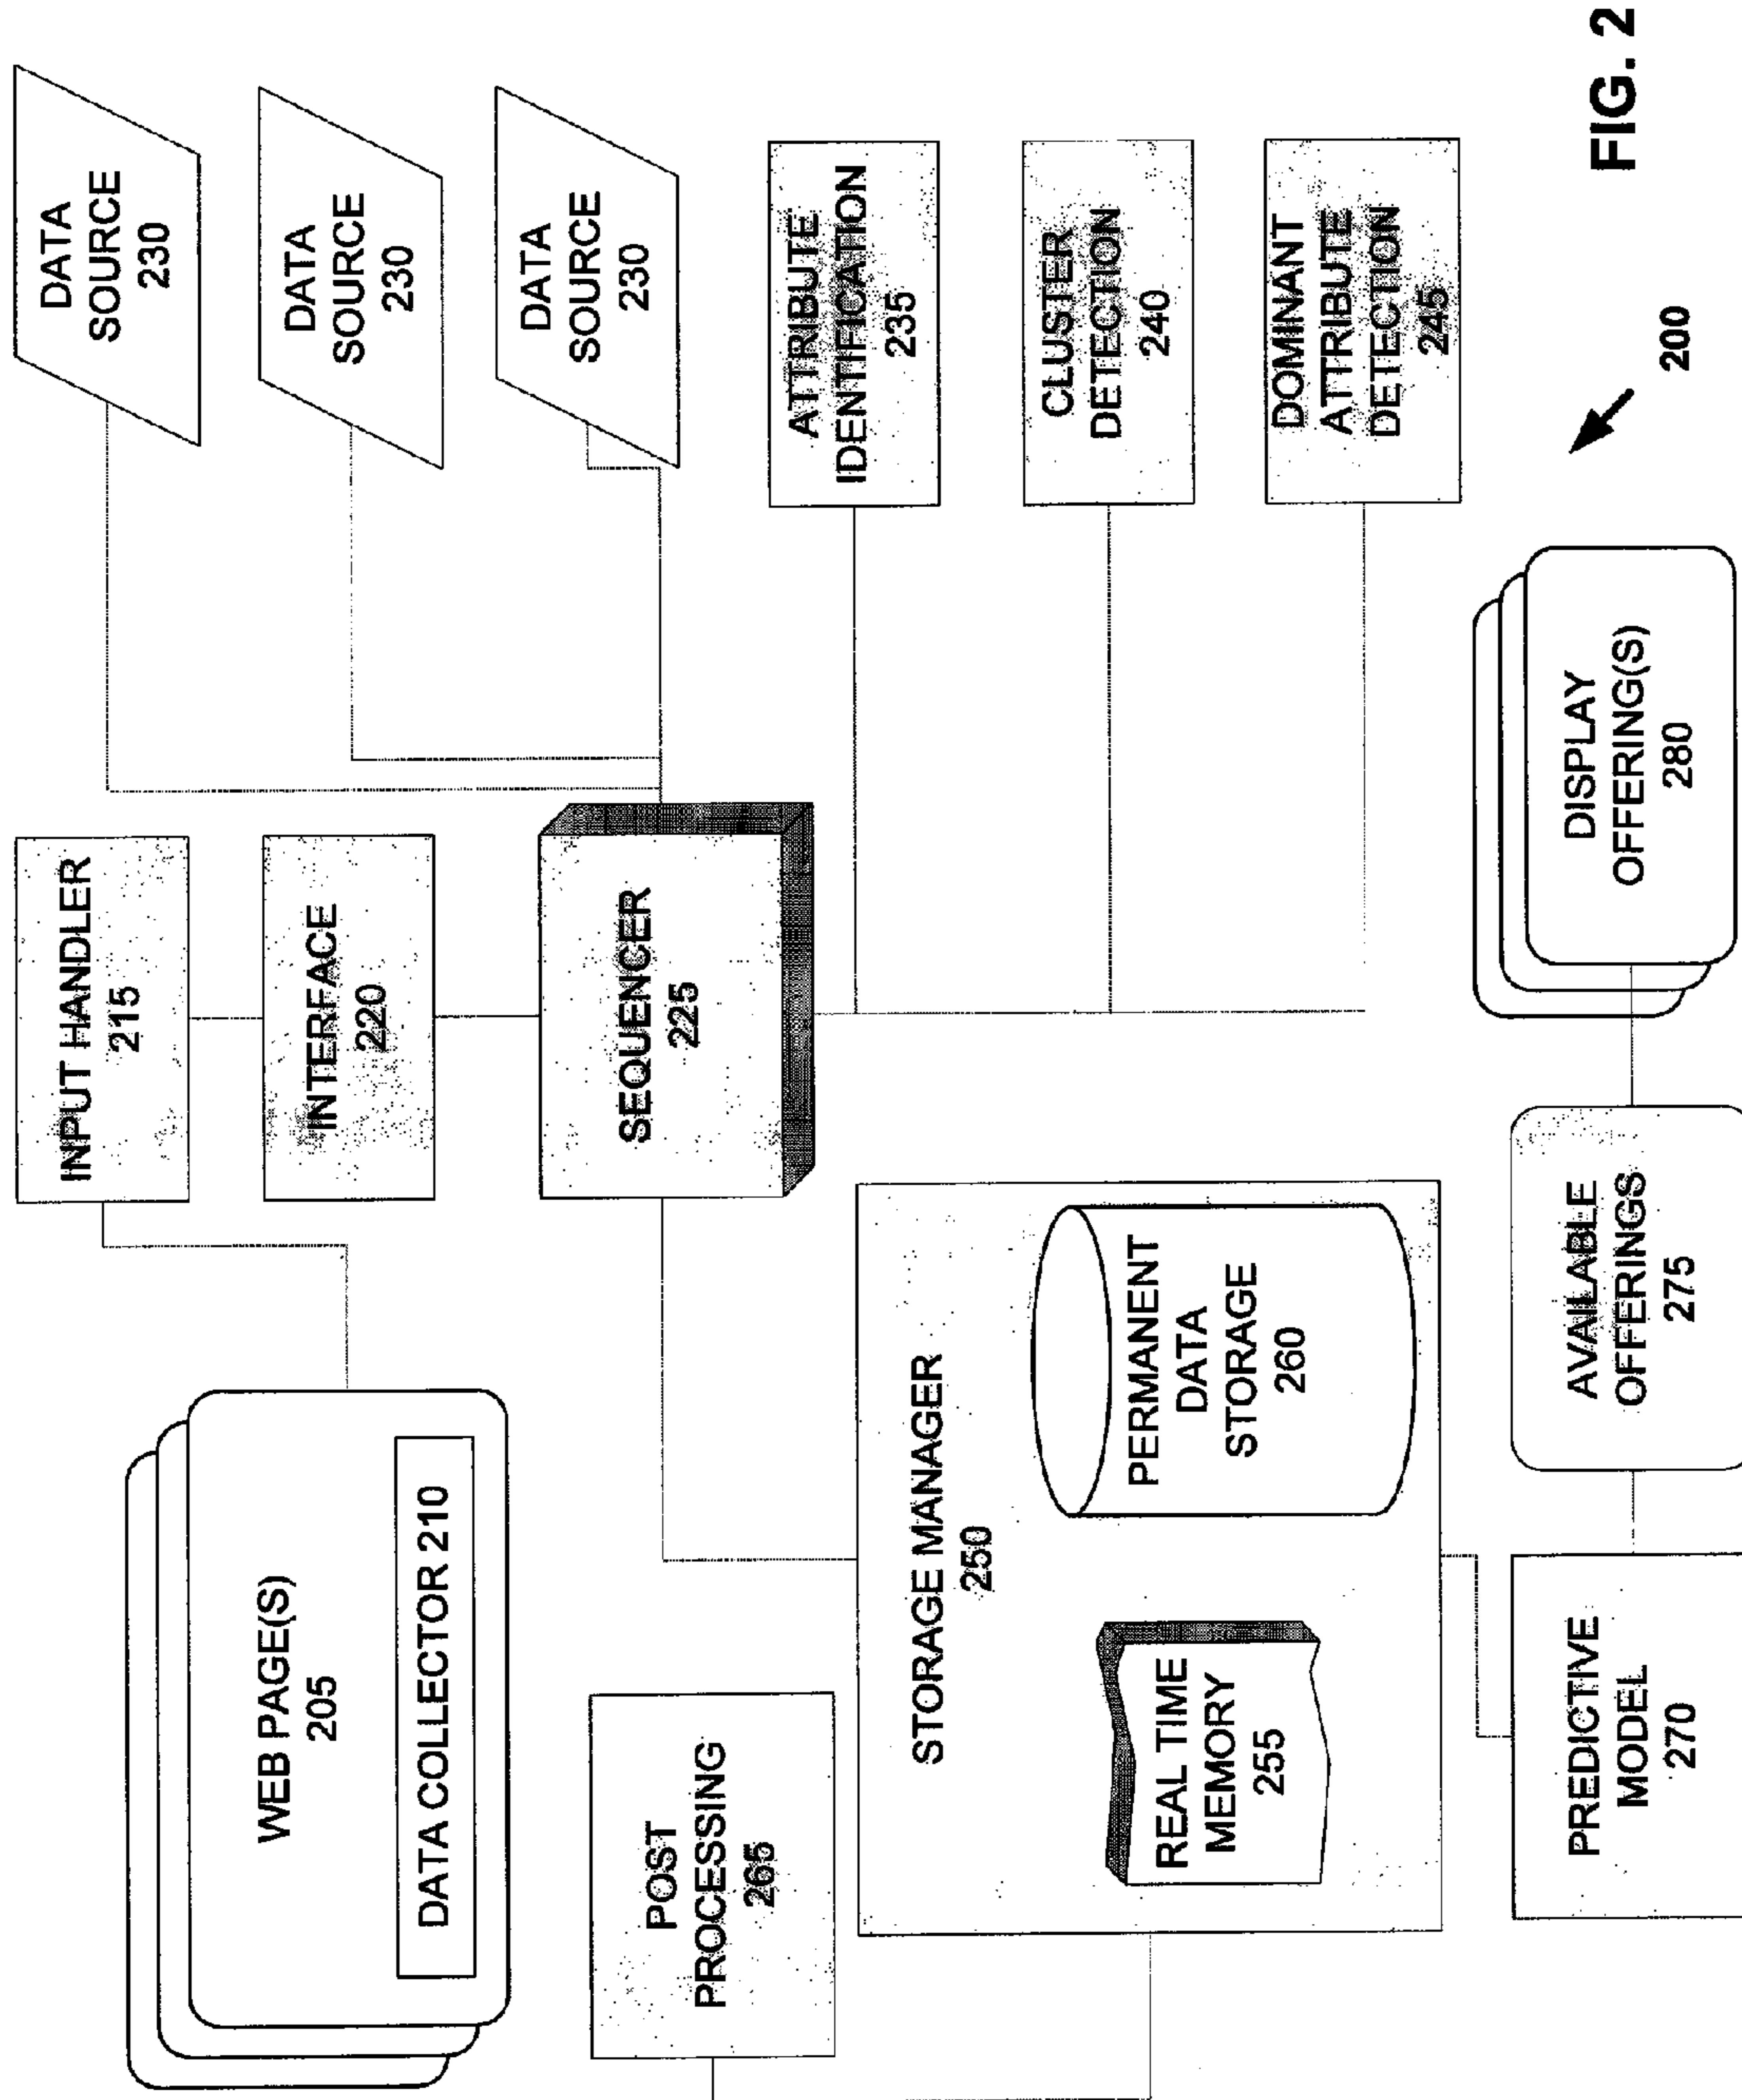 WEB PAGE(S)
205
DATA COLLECTOR 210
INPUT HANDLER
215
INTERFACE
220
SEQUENCER
225
DATA
SOURCE
230
DATA
SOURCE
230
DATA
SOURCE
230
ATTRIBUTE
IDENTIFICATION
235
CLUSTER
DETECTION
240
DOMINANT
ATTRIBUTE
DETECTION
245
POST
PROCESSING
265
STORAGE MANAGER
250
REAL TIME
MEMORY
255
PERMANENT
DATA
STORAGE
260
PREDICTIVE
MODEL
270
AVAILABLE
OFFERINGS
275
DISPLAY
OFFERING(S)
280
200
FIG. 2